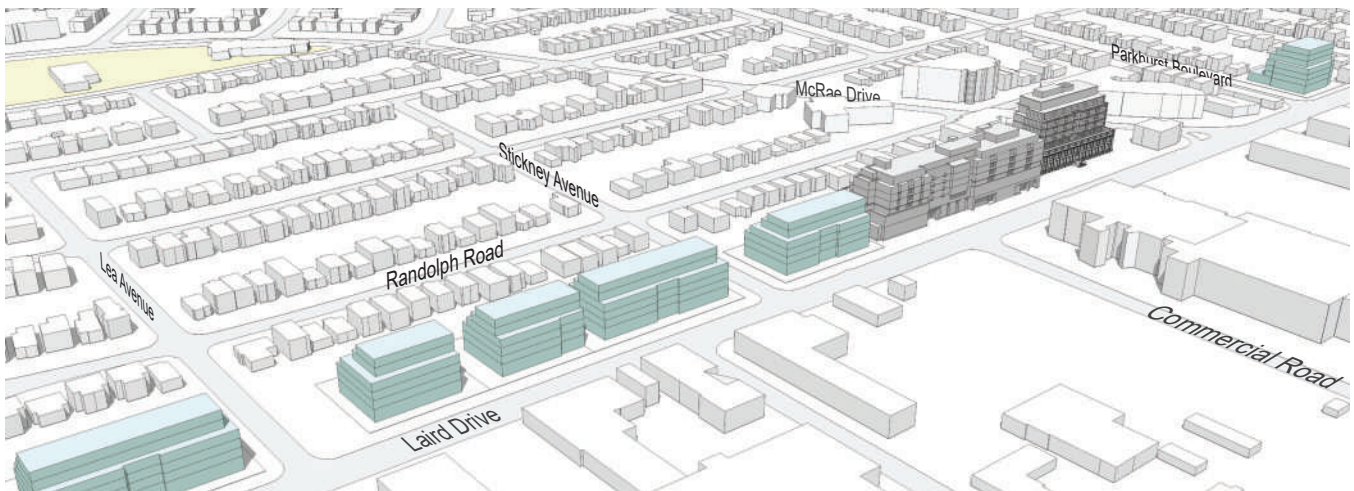 Parkhurst Boulevard
McRae Drive
Stickney Avenue
Randolph Road
Lea Avenue
Commercial Road
Laird Drive